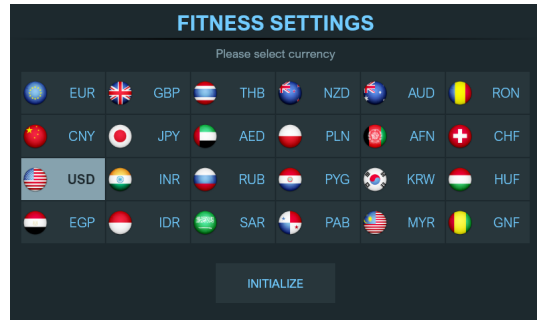 FITNESS SETTINGS
Please select currency
EUR GBP THB NZD AUD RON
CNY JPY AED PLN AFN CHF
USD INR RUB PYG KRW HUF
EGP IDR SAR PAB MYR GNF
INITIALIZE